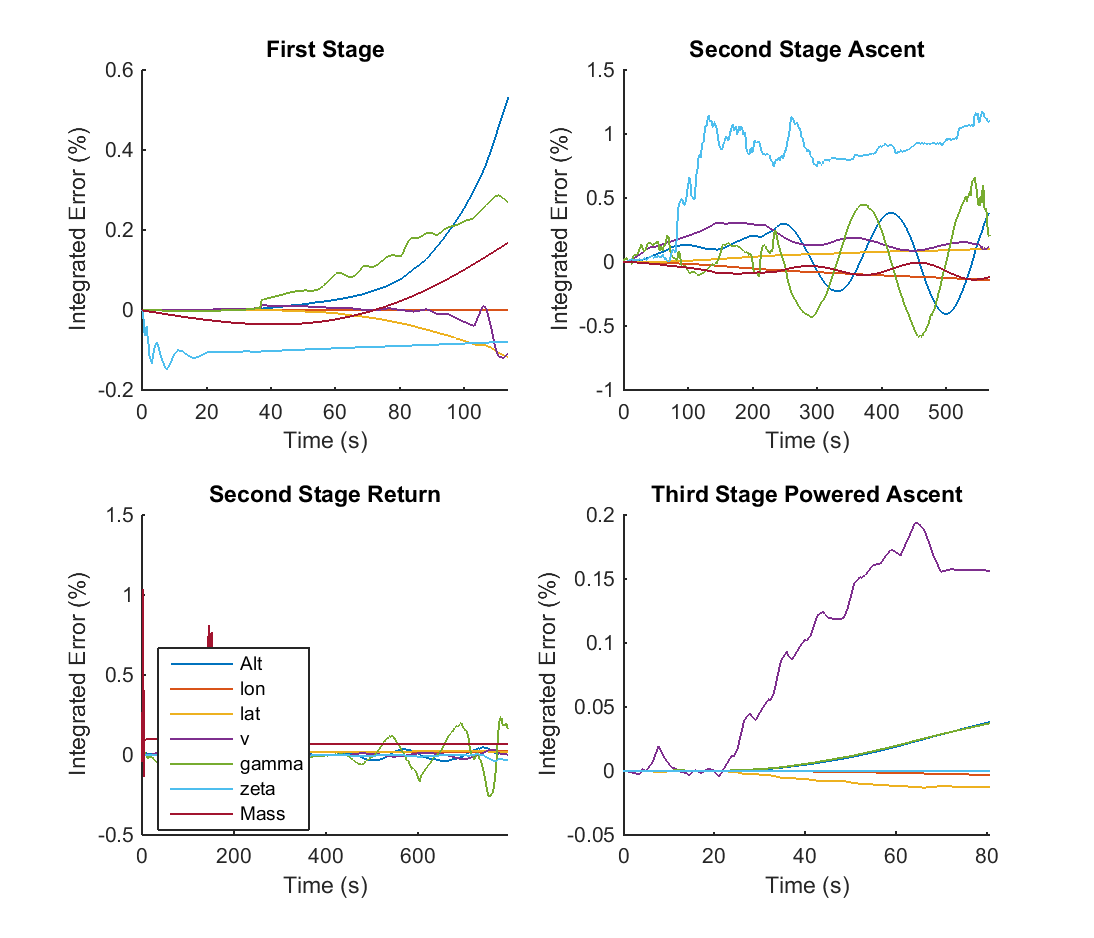 First Stage
0.6
0.4
0.2
0
-0.2
Integrated Error (%)
0 20 40 60 80 100
Time (s)
Second Stage Ascent
1.5
1
0.5
0
-0.5
-1
Integrated Error (%)
0 100 200 300 400 500
Time (s)
Second Stage Return
1.5
1
0.5
0
-0.5
Integrated Error (%)
Alt
lon
lat
v
gamma
zeta
Mass
0 200 400 600
Time (s)
Third Stage Powered Ascent
0.2
0.15
0.1
0.05
0
-0.05
Integrated Error (%)
0 20 40 60 80
Time (s)